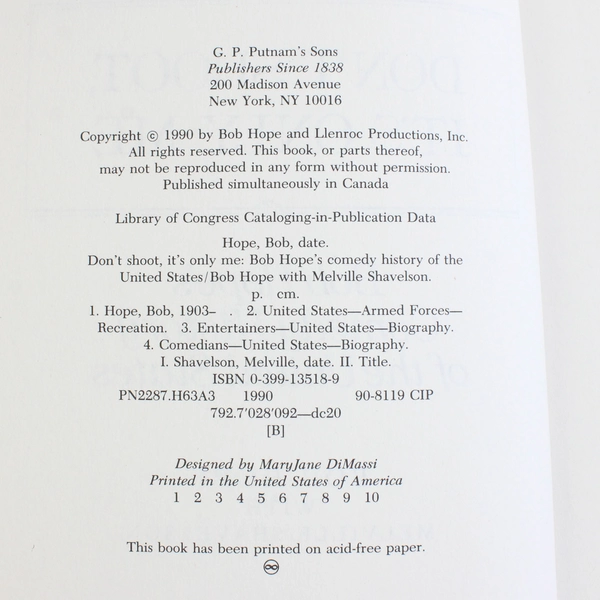 G. P. Putnam's Sons
Publishers Since 1838
200 Madison Avenue
New York, NY 10016
Copyright © 1990 by Bob Hope and Llenroc Productions, Inc.
All rights reserved. This book, or parts thereof,
may not be reproduced in any form without permission.
Published simultaneously in Canada
Library of Congress Cataloging-in-Publication Data
Hope, Bob, date.
Don't shoot, it's only me: Bob Hope's comedy history of the
United States/Bob Hope with Melville Shavelson.
p. cm.
1. Hope, Bob, 1903– . 2. United States—Armed Forces—
Recreation. 3. Entertainers—United States—Biography.
4. Comedians—United States—Biography.
I. Shavelson, Melville, date. II. Title.
ISBN 0-399-13518-9
PN2287.H63A3 1990 90-8119 CIP
792.7'028'092—dc20
[B]
Designed by MaryJane DiMassi
Printed in the United States of America
1 2 3 4 5 6 7 8 9 10
This book has been printed on acid-free paper.